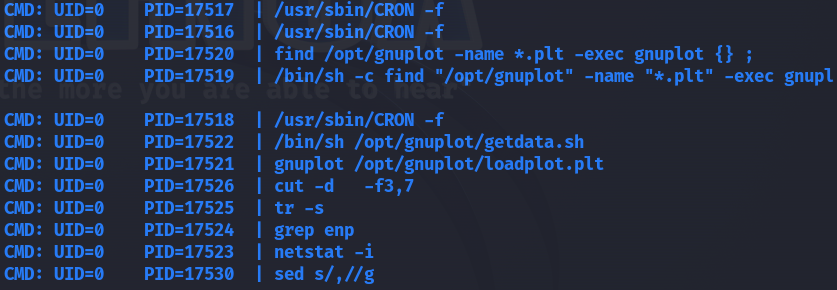 CMD: UID=0 PID=17517 | /usr/sbin/CRON -f
CMD: UID=0 PID=17516 | /usr/sbin/CRON -f
CMD: UID=0 PID=17520 | find /opt/gnuplot -name *.plt -exec gnuplot {} ;
CMD: UID=0 PID=17519 | /bin/sh -c find "/opt/gnuplot" -name "*.plt" -exec gnupl
the more you are able to hear
CMD: UID=0 PID=17518 | /usr/sbin/CRON -f
CMD: UID=0 PID=17522 | /bin/sh /opt/gnuplot/getdata.sh
CMD: UID=0 PID=17521 | gnuplot /opt/gnuplot/loadplot.plt
CMD: UID=0 PID=17526 | cut -d   -f3,7
CMD: UID=0 PID=17525 | tr -s
CMD: UID=0 PID=17524 | grep enp
CMD: UID=0 PID=17523 | netstat -i
CMD: UID=0 PID=17530 | sed s/,//g